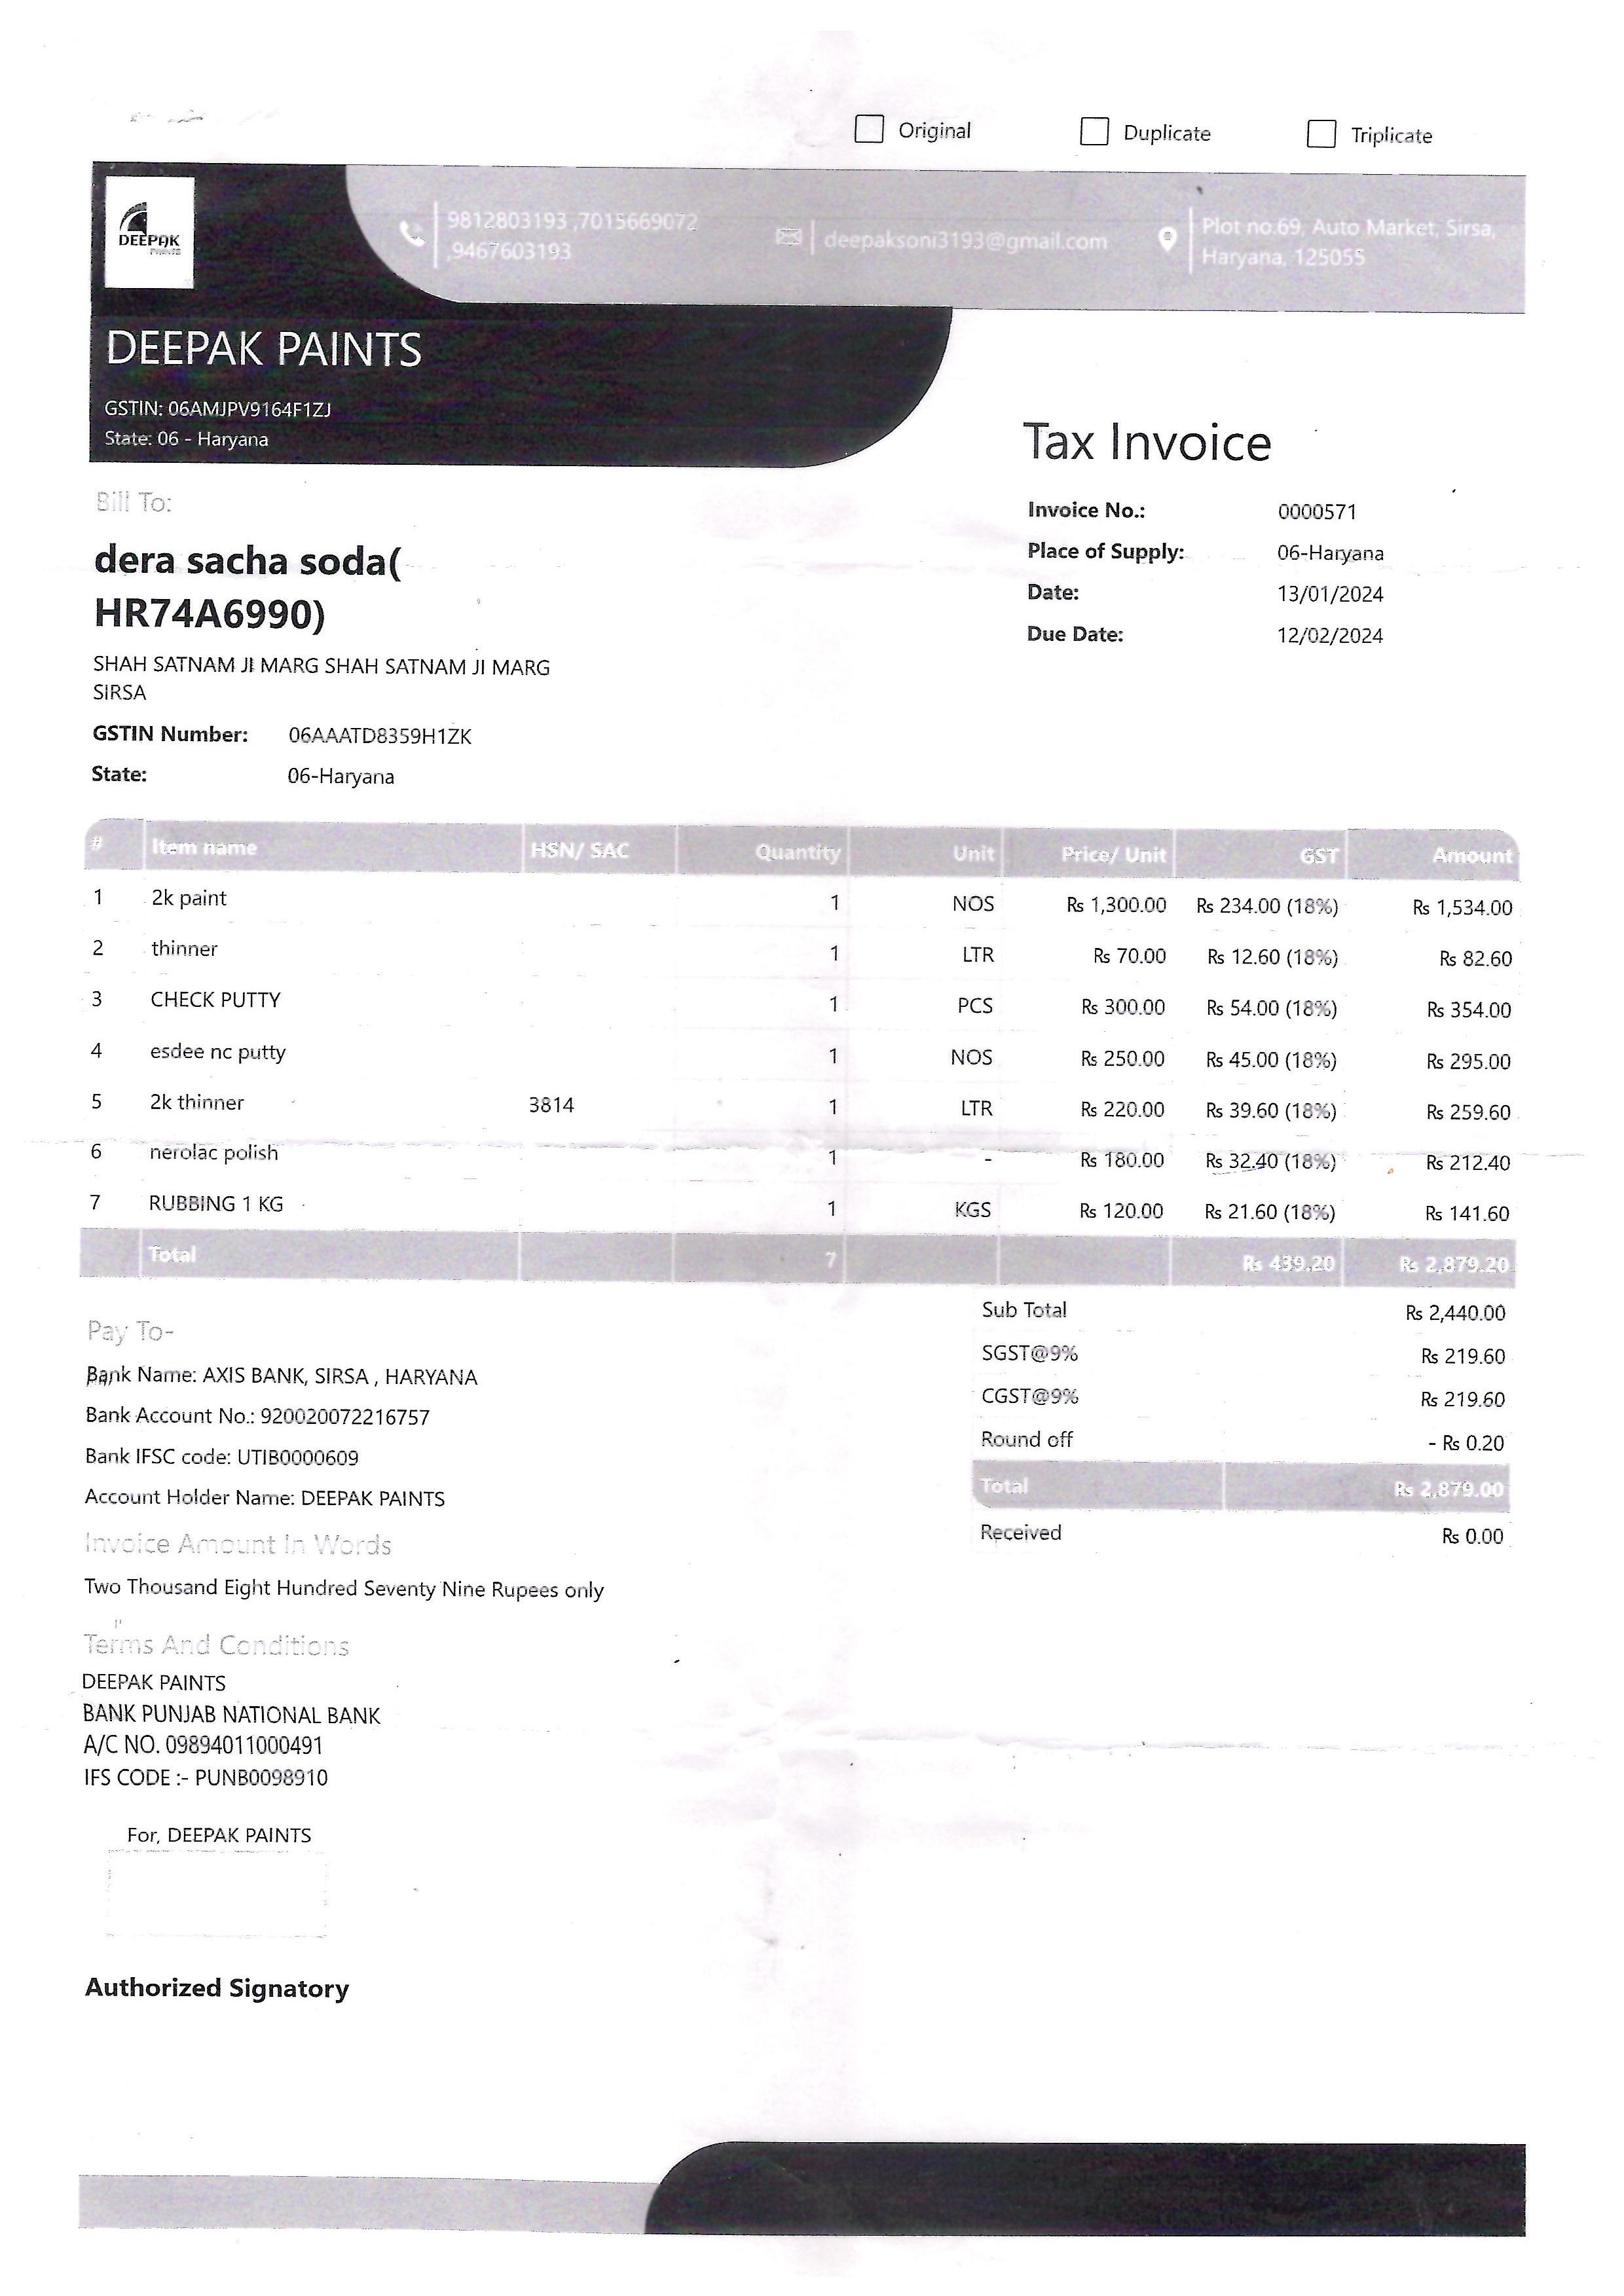 Original Duplicate Triplicate
DEEPAK
PAINTS
9812803193 ,7015669072
,9467603193
deepaksoni3193@gmail.com
Plot no.69, Auto Market, Sirsa,
Haryana, 125055
DEEPAK PAINTS
GSTIN: 06AMJPV9164F1ZJ
State: 06 - Haryana
Tax Invoice
Invoice No.: 0000571
Place of Supply: 06-Haryana
Date: 13/01/2024
Due Date: 12/02/2024
Bill To:
dera sacha soda(
HR74A6990)
SHAH SATNAM JI MARG SHAH SATNAM JI MARG
SIRSA
GSTIN Number: 06AAATD8359H1ZK
State: 06-Haryana
# Item name HSN/ SAC Quantity Unit Price/ Unit GST Amount
1 2k paint 1 NOS Rs 1,300.00 Rs 234.00 (18%) Rs 1,534.00
2 thinner 1 LTR Rs 70.00 Rs 12.60 (18%) Rs 82.60
3 CHECK PUTTY 1 PCS Rs 300.00 Rs 54.00 (18%) Rs 354.00
4 esdee nc putty 1 NOS Rs 250.00 Rs 45.00 (18%) Rs 295.00
5 2k thinner 3814 1 LTR Rs 220.00 Rs 39.60 (18%) Rs 259.60
6 nerolac polish 1 - Rs 180.00 Rs 32.40 (18%) Rs 212.40
7 RUBBING 1 KG 1 KGS Rs 120.00 Rs 21.60 (18%) Rs 141.60
Total 7 Rs 439.20 Rs 2,879.20
Sub Total Rs 2,440.00
SGST@9% Rs 219.60
CGST@9% Rs 219.60
Round off - Rs 0.20
Total Rs 2,879.00
Received Rs 0.00
Pay To-
Bank Name: AXIS BANK, SIRSA , HARYANA
Bank Account No.: 920020072216757
Bank IFSC code: UTIB0000609
Account Holder Name: DEEPAK PAINTS
Invoice Amount In Words
Two Thousand Eight Hundred Seventy Nine Rupees only
Terms And Conditions
DEEPAK PAINTS
BANK PUNJAB NATIONAL BANK
A/C NO. 09894011000491
IFS CODE :- PUNB0098910
For, DEEPAK PAINTS
Authorized Signatory